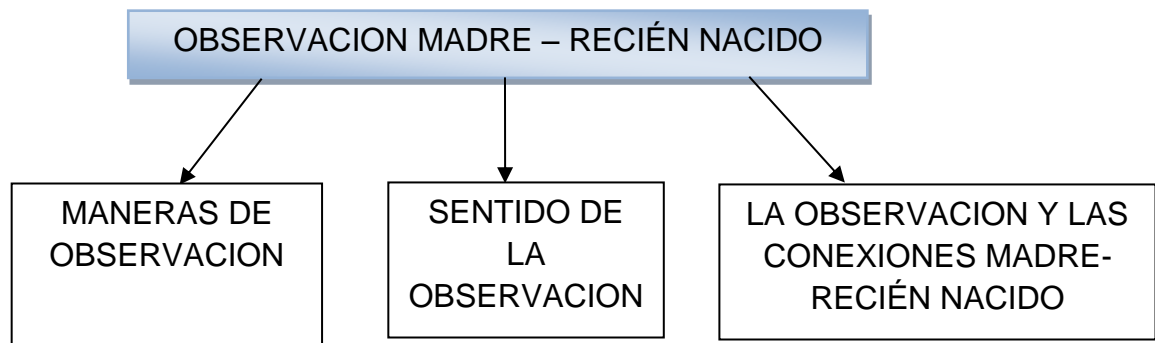 OBSERVACION MADRE – RECIÉN NACIDO
MANERAS DE
OBSERVACION
SENTIDO DE
LA
OBSERVACION
LA OBSERVACION Y LAS
CONEXIONES MADRE-
RECIÉN NACIDO